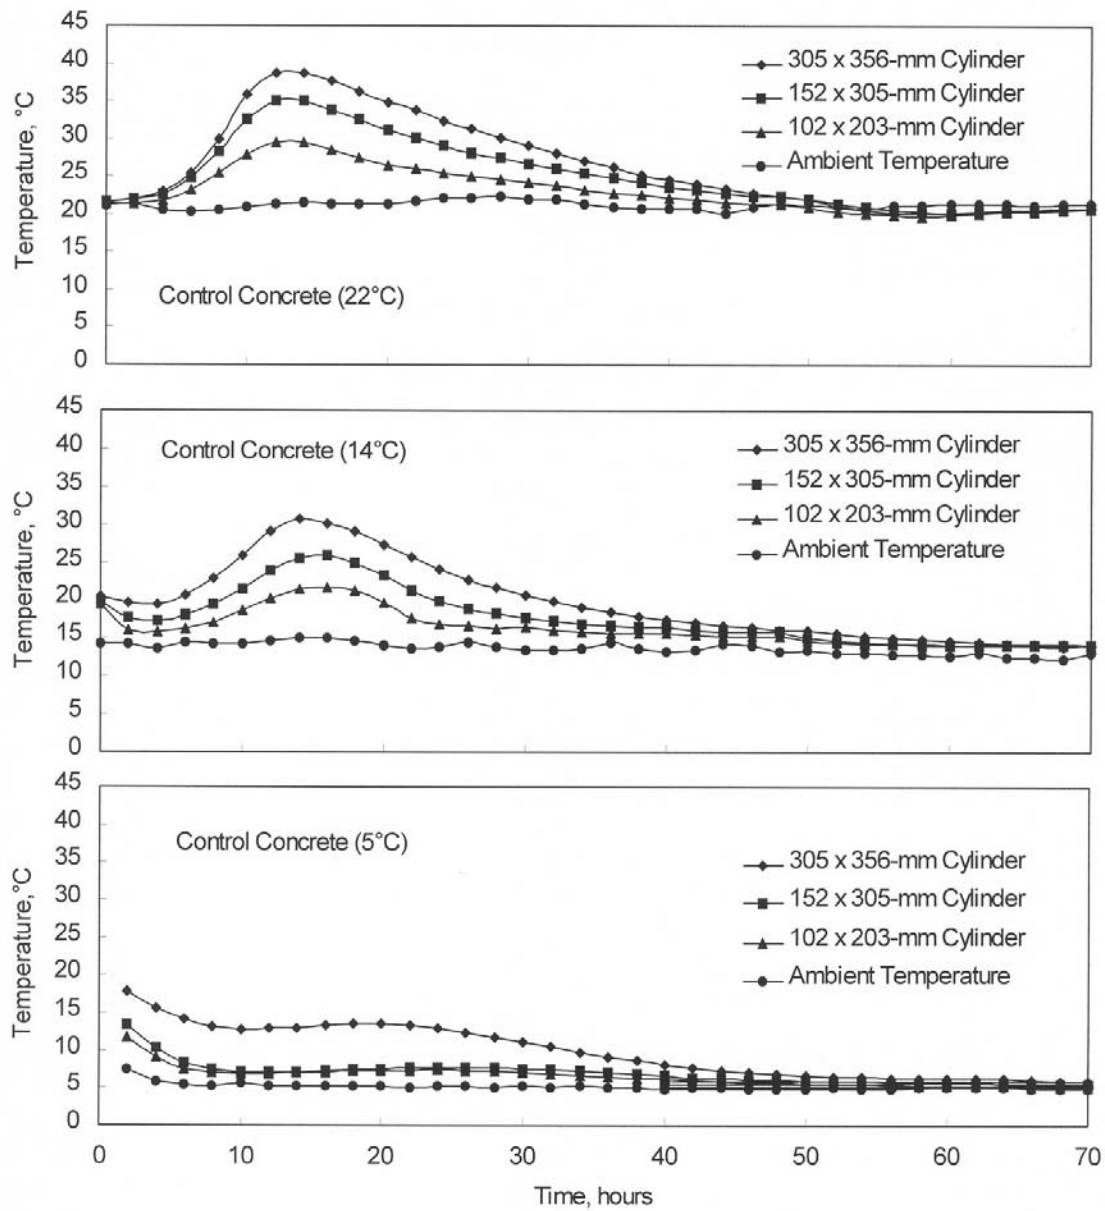 45
40
35
30
25
20
15
10
5
0
Temperature, °C
305 x 356-mm Cylinder
152 x 305-mm Cylinder
102 x 203-mm Cylinder
Ambient Temperature
Control Concrete (22°C)
45
40
35
30
25
20
15
10
5
0
Temperature, °C
Control Concrete (14°C)
305 x 356-mm Cylinder
152 x 305-mm Cylinder
102 x 203-mm Cylinder
Ambient Temperature
45
40
35
30
25
20
15
10
5
0
Temperature,°C
Control Concrete (5°C)
305 x 356-mm Cylinder
152 x 305-mm Cylinder
102 x 203-mm Cylinder
Ambient Temperature
0 10 20 30 40 50 60 70
Time, hours